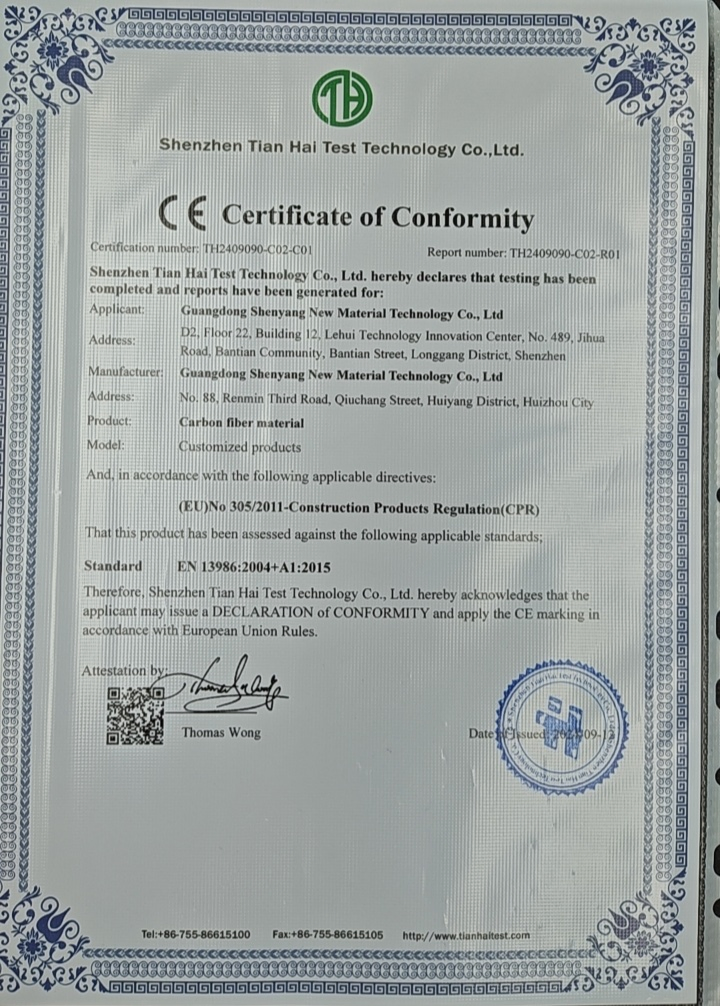 TH
Shenzhen Tian Hai Test Technology Co.,Ltd.
CE Certificate of Conformity
Certification number: TH2409090-C02-C01 Report number: TH2409090-C02-R01
Shenzhen Tian Hai Test Technology Co., Ltd. hereby declares that testing has been
completed and reports have been generated for:
Applicant: Guangdong Shenyang New Material Technology Co., Ltd
Address: D2, Floor 22, Building 12, Lehui Technology Innovation Center, No. 489, Jihua
Road, Bantian Community, Bantian Street, Longgang District, Shenzhen
Manufacturer: Guangdong Shenyang New Material Technology Co., Ltd
Address: No. 88, Renmin Third Road, Qiuchang Street, Huiyang District, Huizhou City
Product: Carbon fiber material
Model: Customized products
And, in accordance with the following applicable directives:
(EU)No 305/2011-Construction Products Regulation(CPR)
That this product has been assessed against the following applicable standards;
Standard EN 13986:2004+A1:2015
Therefore, Shenzhen Tian Hai Test Technology Co., Ltd. hereby acknowledges that the
applicant may issue a DECLARATION of CONFORMITY and apply the CE marking in
accordance with European Union Rules.
Attestation by:
Thomas Wong
Date of Issued:
Tel:+86-755-86615100 Fax:+86-755-86615105 http://www.tianhaitest.com